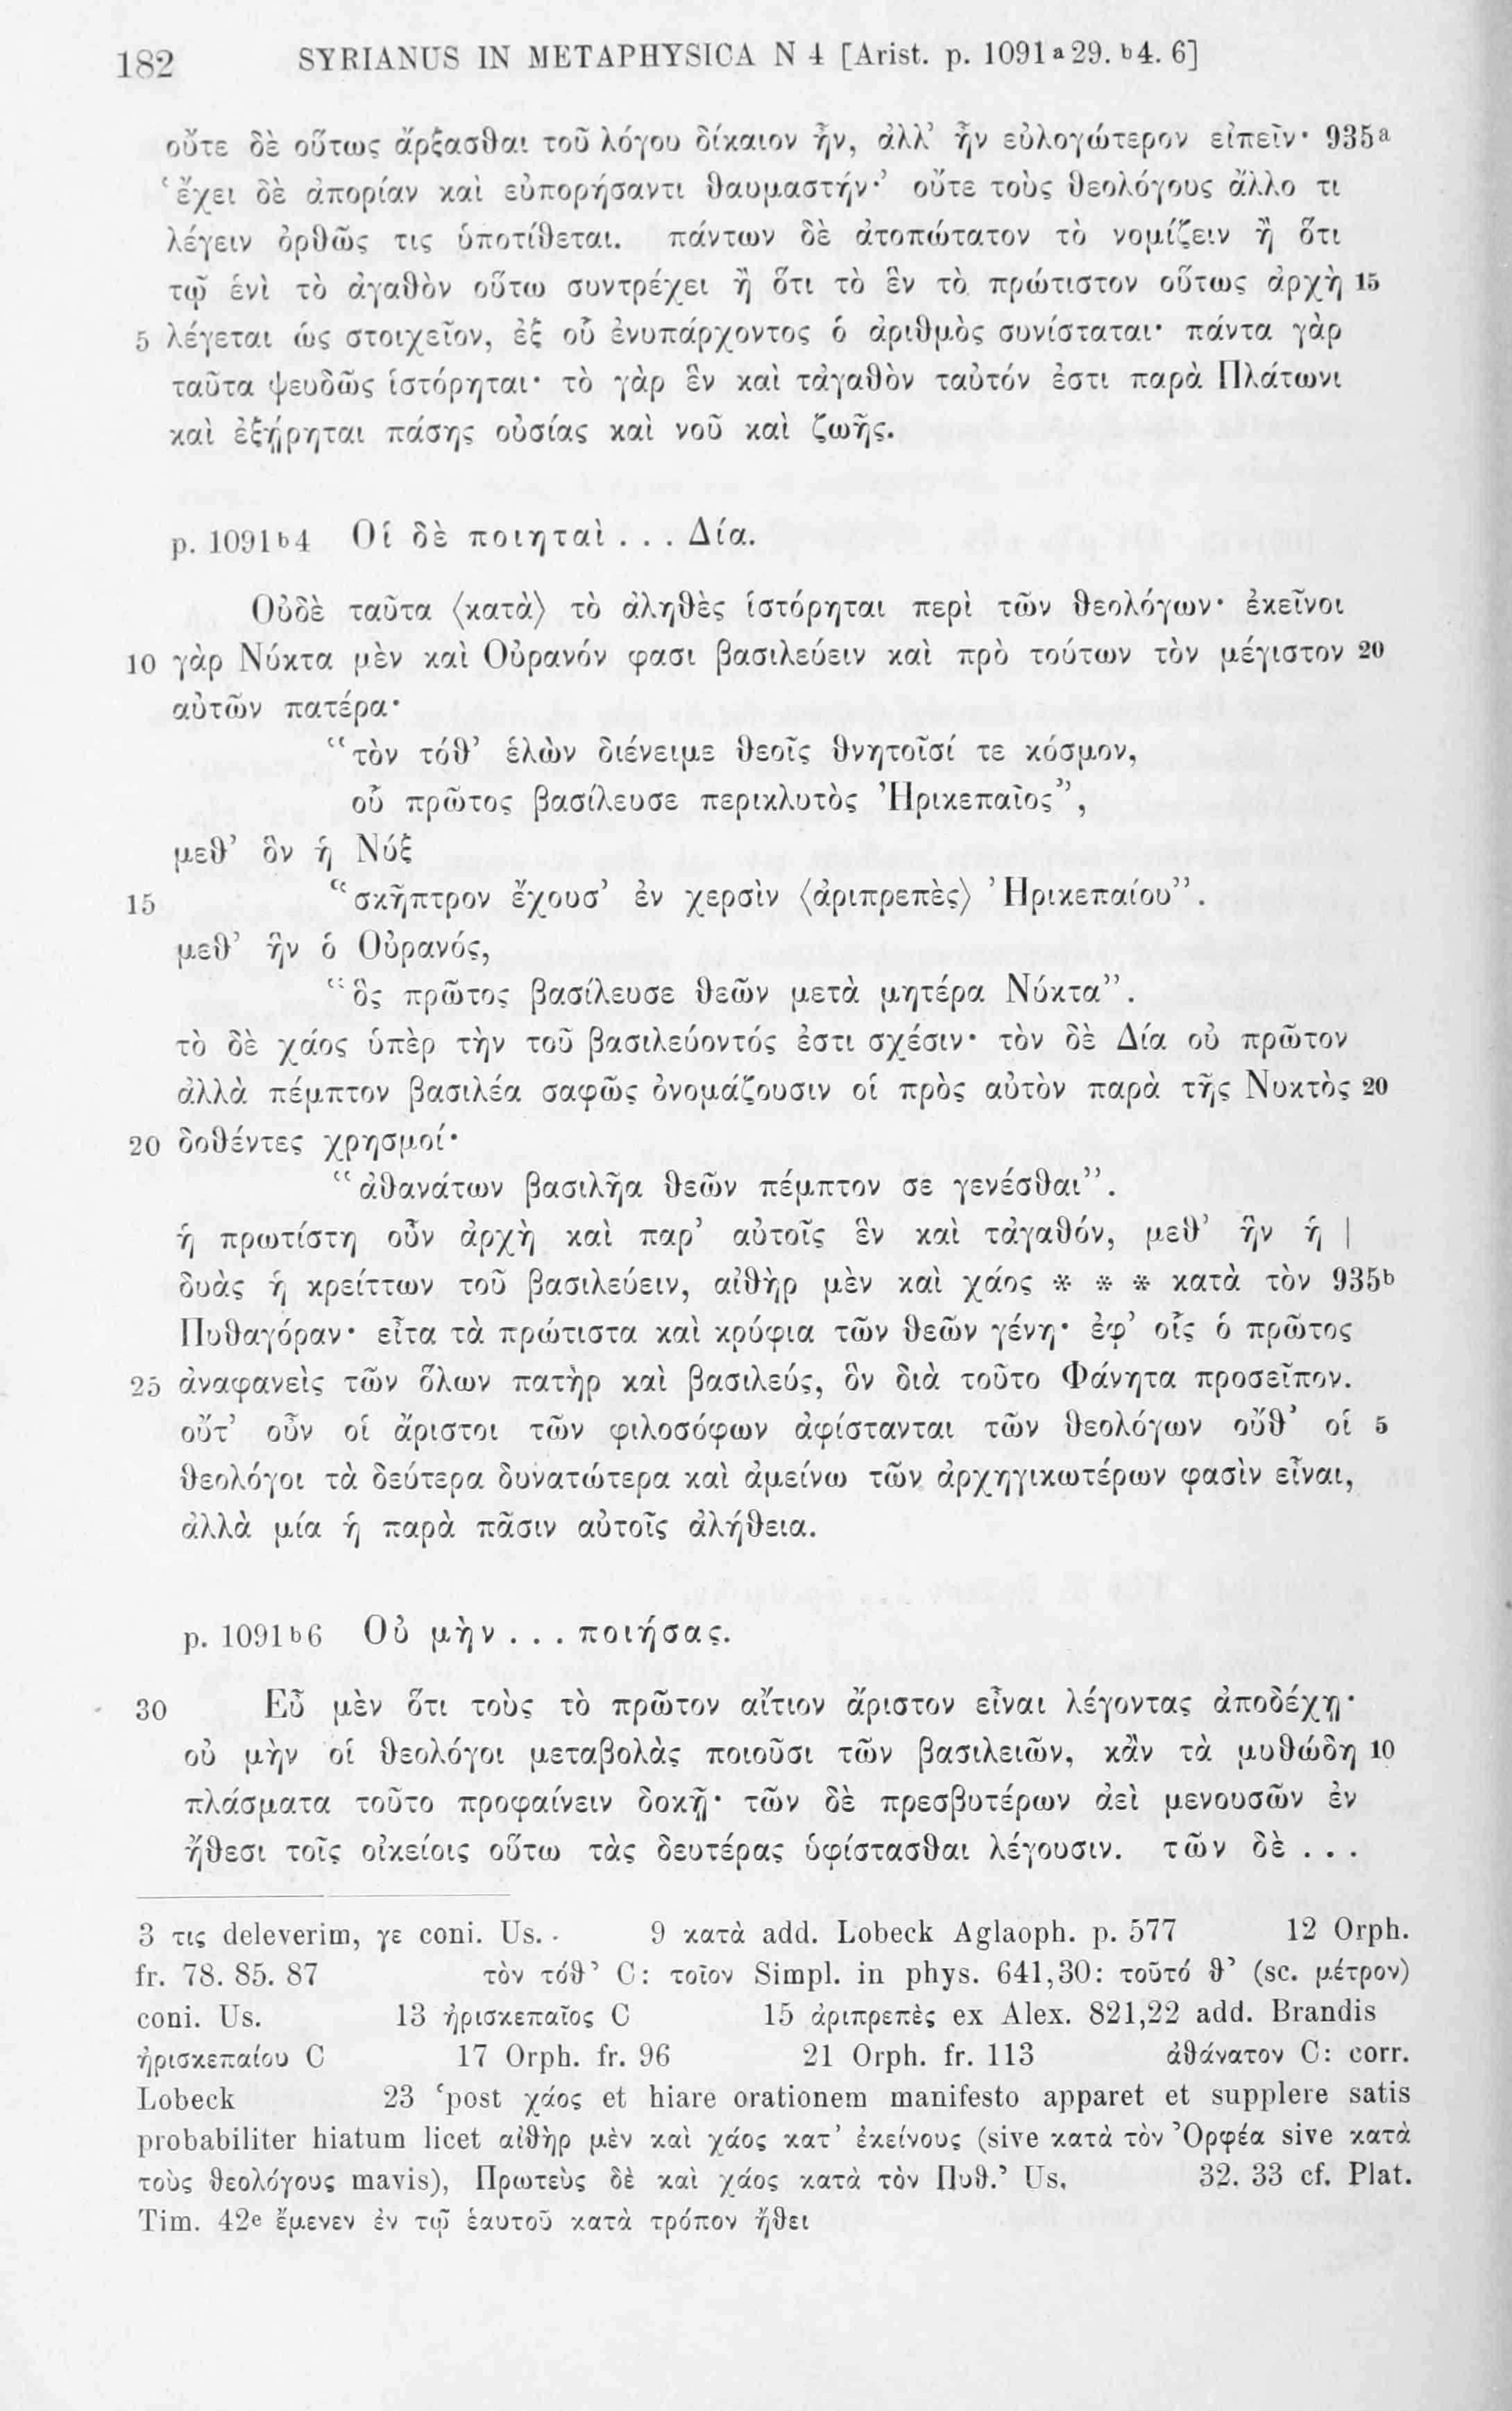 182 SYRIANUS IN METAPHYSICA N 4 [Arist. p. 1091ᵃ29. ᵇ4. 6]
οὔτε δὲ οὕτως ἄρξασθαι τοῦ λόγου δίκαιον ἦν, ἀλλ’ ἦν εὐλογώτερον εἰπεῖν· 935ᵃ
‘ἔχει δὲ ἀπορίαν καὶ εὐπορήσαντι θαυμαστήν·’ οὔτε τοὺς θεολόγους ἄλλο τι
λέγειν ὀρθῶς τις ὑποτίθεται. πάντων δὲ ἀτοπώτατον τὸ νομίζειν ἢ ὅτι
τῷ ἑνὶ τὸ ἀγαθὸν οὕτω συντρέχει ἢ ὅτι τὸ ἓν τὸ πρώτιστον οὕτως ἀρχὴ 15
5 λέγεται ὡς στοιχεῖον, ἐξ οὗ ἐνυπάρχοντος ὁ ἀριθμὸς συνίσταται· πάντα γὰρ
ταῦτα ψευδῶς ἱστόρηται· τὸ γὰρ ἓν καὶ τἀγαθὸν ταὐτόν ἐστι παρὰ Πλάτωνι
καὶ ἐξῄρηται πάσης οὐσίας καὶ νοῦ καὶ ζωῆς.
p. 1091ᵇ4 Οἱ δὲ ποιηταὶ . . . Δία.
Οὐδὲ ταῦτα ⟨κατὰ⟩ τὸ ἀληθὲς ἱστόρηται περὶ τῶν θεολόγων· ἐκεῖνοι
10 γὰρ Νύκτα μὲν καὶ Οὐρανόν φασι βασιλεύειν καὶ πρὸ τούτων τὸν μέγιστον 20
αὐτῶν πατέρα·
“τὸν τόθ’ ἑλὼν διένειμε θεοῖς θνητοῖσί τε κόσμον,
οὗ πρῶτος βασίλευσε περικλυτὸς Ἠρικεπαῖος”,
μεθ’ ὃν ἡ Νύξ
15 “σκῆπτρον ἔχουσ’ ἐν χερσὶν ⟨ἀριπρεπὲς⟩ Ἠρικεπαίου”.
μεθ’ ἣν ὁ Οὐρανός,
“ὃς πρῶτος βασίλευσε θεῶν μετὰ μητέρα Νύκτα”.
τὸ δὲ χάος ὑπὲρ τὴν τοῦ βασιλεύοντός ἐστι σχέσιν· τὸν δὲ Δία οὐ πρῶτον
ἀλλὰ πέμπτον βασιλέα σαφῶς ὀνομάζουσιν οἱ πρὸς αὐτὸν παρὰ τῆς Νυκτὸς 20
20 δοθέντες χρησμοί·
“ἀθανάτων βασιλῆα θεῶν πέμπτον σε γενέσθαι”.
ἡ πρωτίστη οὖν ἀρχὴ καὶ παρ’ αὐτοῖς ἓν καὶ τἀγαθόν, μεθ’ ἣν ἡ |
δυὰς ἡ κρείττων τοῦ βασιλεύειν, αἰθὴρ μὲν καὶ χάος * * * κατὰ τὸν 935ᵇ
Πυθαγόραν· εἶτα τὰ πρώτιστα καὶ κρύφια τῶν θεῶν γένη· ἐφ’ οἷς ὁ πρῶτος
25 ἀναφανεὶς τῶν ὅλων πατὴρ καὶ βασιλεύς, ὃν διὰ τοῦτο Φάνητα προσεῖπον.
οὔτ’ οὖν οἱ ἄριστοι τῶν φιλοσόφων ἀφίστανται τῶν θεολόγων οὔθ’ οἱ 5
θεολόγοι τὰ δεύτερα δυνατώτερα καὶ ἀμείνω τῶν ἀρχηγικωτέρων φασὶν εἶναι,
ἀλλὰ μία ἡ παρὰ πᾶσιν αὐτοῖς ἀλήθεια.
p. 1091ᵇ6 Οὐ μὴν . . . ποιήσας.
30 Εὖ μὲν ὅτι τοὺς τὸ πρῶτον αἴτιον ἄριστον εἶναι λέγοντας ἀποδέχῃ·
οὐ μὴν οἱ θεολόγοι μεταβολὰς ποιοῦσι τῶν βασιλειῶν, κἂν τὰ μυθώδη 10
πλάσματα τοῦτο προφαίνειν δοκῇ· τῶν δὲ πρεσβυτέρων ἀεὶ μενουσῶν ἐν
ἤθεσι τοῖς οἰκείοις οὕτω τὰς δευτέρας ὑφίστασθαι λέγουσιν. τῶν δὲ . . .
3 τις deleverim, γε coni. Us. 9 κατὰ add. Lobeck Aglaoph. p. 577 12 Orph.
fr. 78. 85. 87 τὸν τόθ’ C: τοῖον Simpl. in phys. 641,30: τοῦτό θ’ (sc. μέτρον)
coni. Us. 13 ἠρισκεπαῖος C 15 ἀριπρεπὲς ex Alex. 821,22 add. Brandis
ἠρισκεπαίου C 17 Orph. fr. 96 21 Orph. fr. 113 ἀθάνατον C: corr.
Lobeck 23 ‘post χάος et hiare orationem manifesto apparet et supplere satis
probabiliter hiatum licet αἰθὴρ μὲν καὶ χάος κατ’ ἐκείνους (sive κατὰ τὸν Ὀρφέα sive κατὰ
τοὺς θεολόγους mavis), Πρωτεὺς δὲ καὶ χάος κατὰ τὸν Πυθ.’ Us. 32. 33 cf. Plat.
Tim. 42ᵉ ἔμενεν ἐν τῷ ἑαυτοῦ κατὰ τρόπον ἤθει